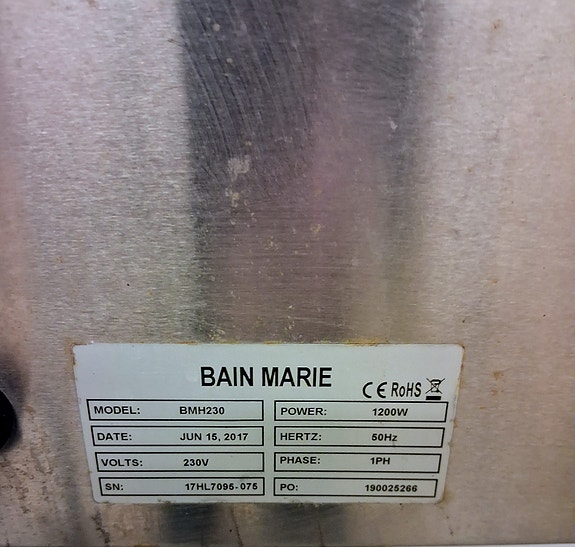 BAIN MARIE
CE RoHS
MODEL: BMH230 POWER: 1200W
DATE: JUN 15, 2017 HERTZ: 50Hz
VOLTS: 230V PHASE: 1PH
SN: 17HL7095-075 PO: 190025266